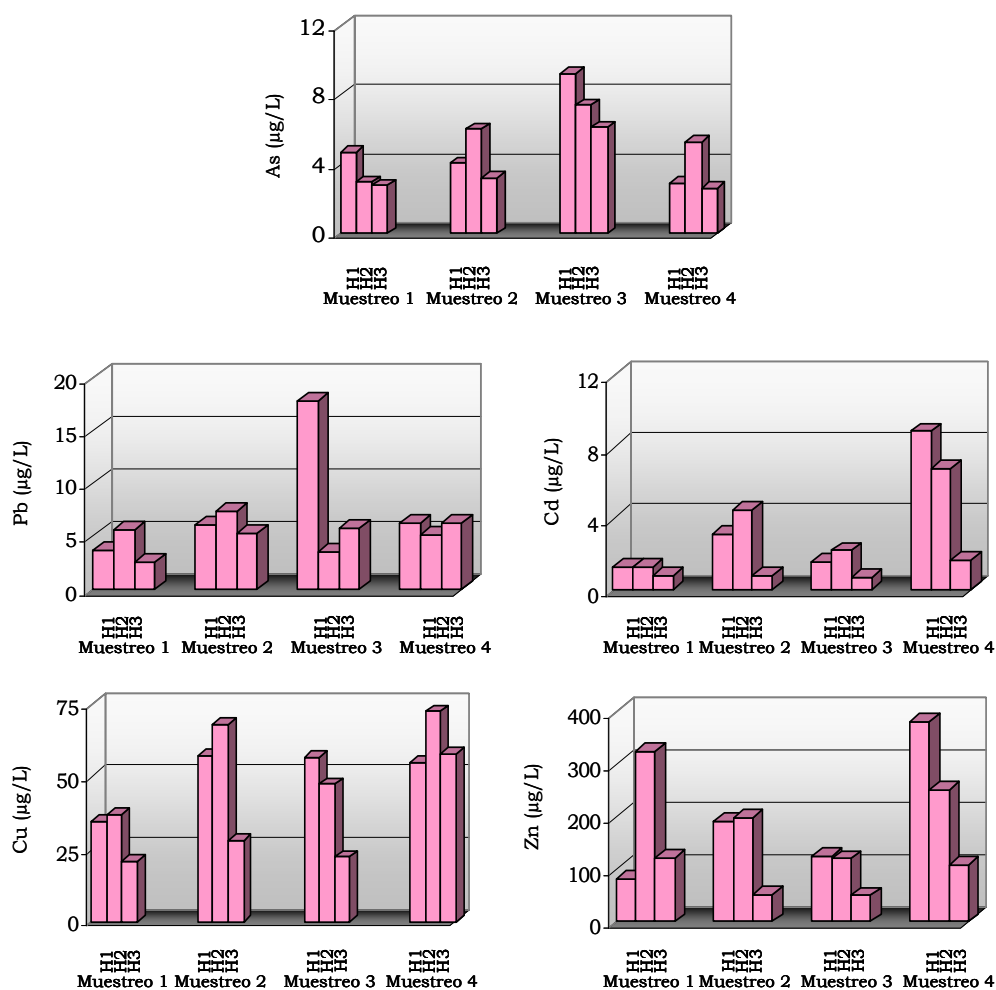 As (µg/L)
12
8
4
0
H1 H2 H3 H1 H2 H3 H1 H2 H3 H1 H2 H3
Muestreo 1 Muestreo 2 Muestreo 3 Muestreo 4
Pb (µg/L)
20
15
10
5
0
H1 H2 H3 H1 H2 H3 H1 H2 H3 H1 H2 H3
Muestreo 1 Muestreo 2 Muestreo 3 Muestreo 4
Cd (µg/L)
12
8
4
0
H1 H2 H3 H1 H2 H3 H1 H2 H3 H1 H2 H3
Muestreo 1 Muestreo 2 Muestreo 3 Muestreo 4
Cu (µg/L)
75
50
25
0
H1 H2 H3 H1 H2 H3 H1 H2 H3 H1 H2 H3
Muestreo 1 Muestreo 2 Muestreo 3 Muestreo 4
Zn (µg/L)
400
300
200
100
0
H1 H2 H3 H1 H2 H3 H1 H2 H3 H1 H2 H3
Muestreo 1 Muestreo 2 Muestreo 3 Muestreo 4